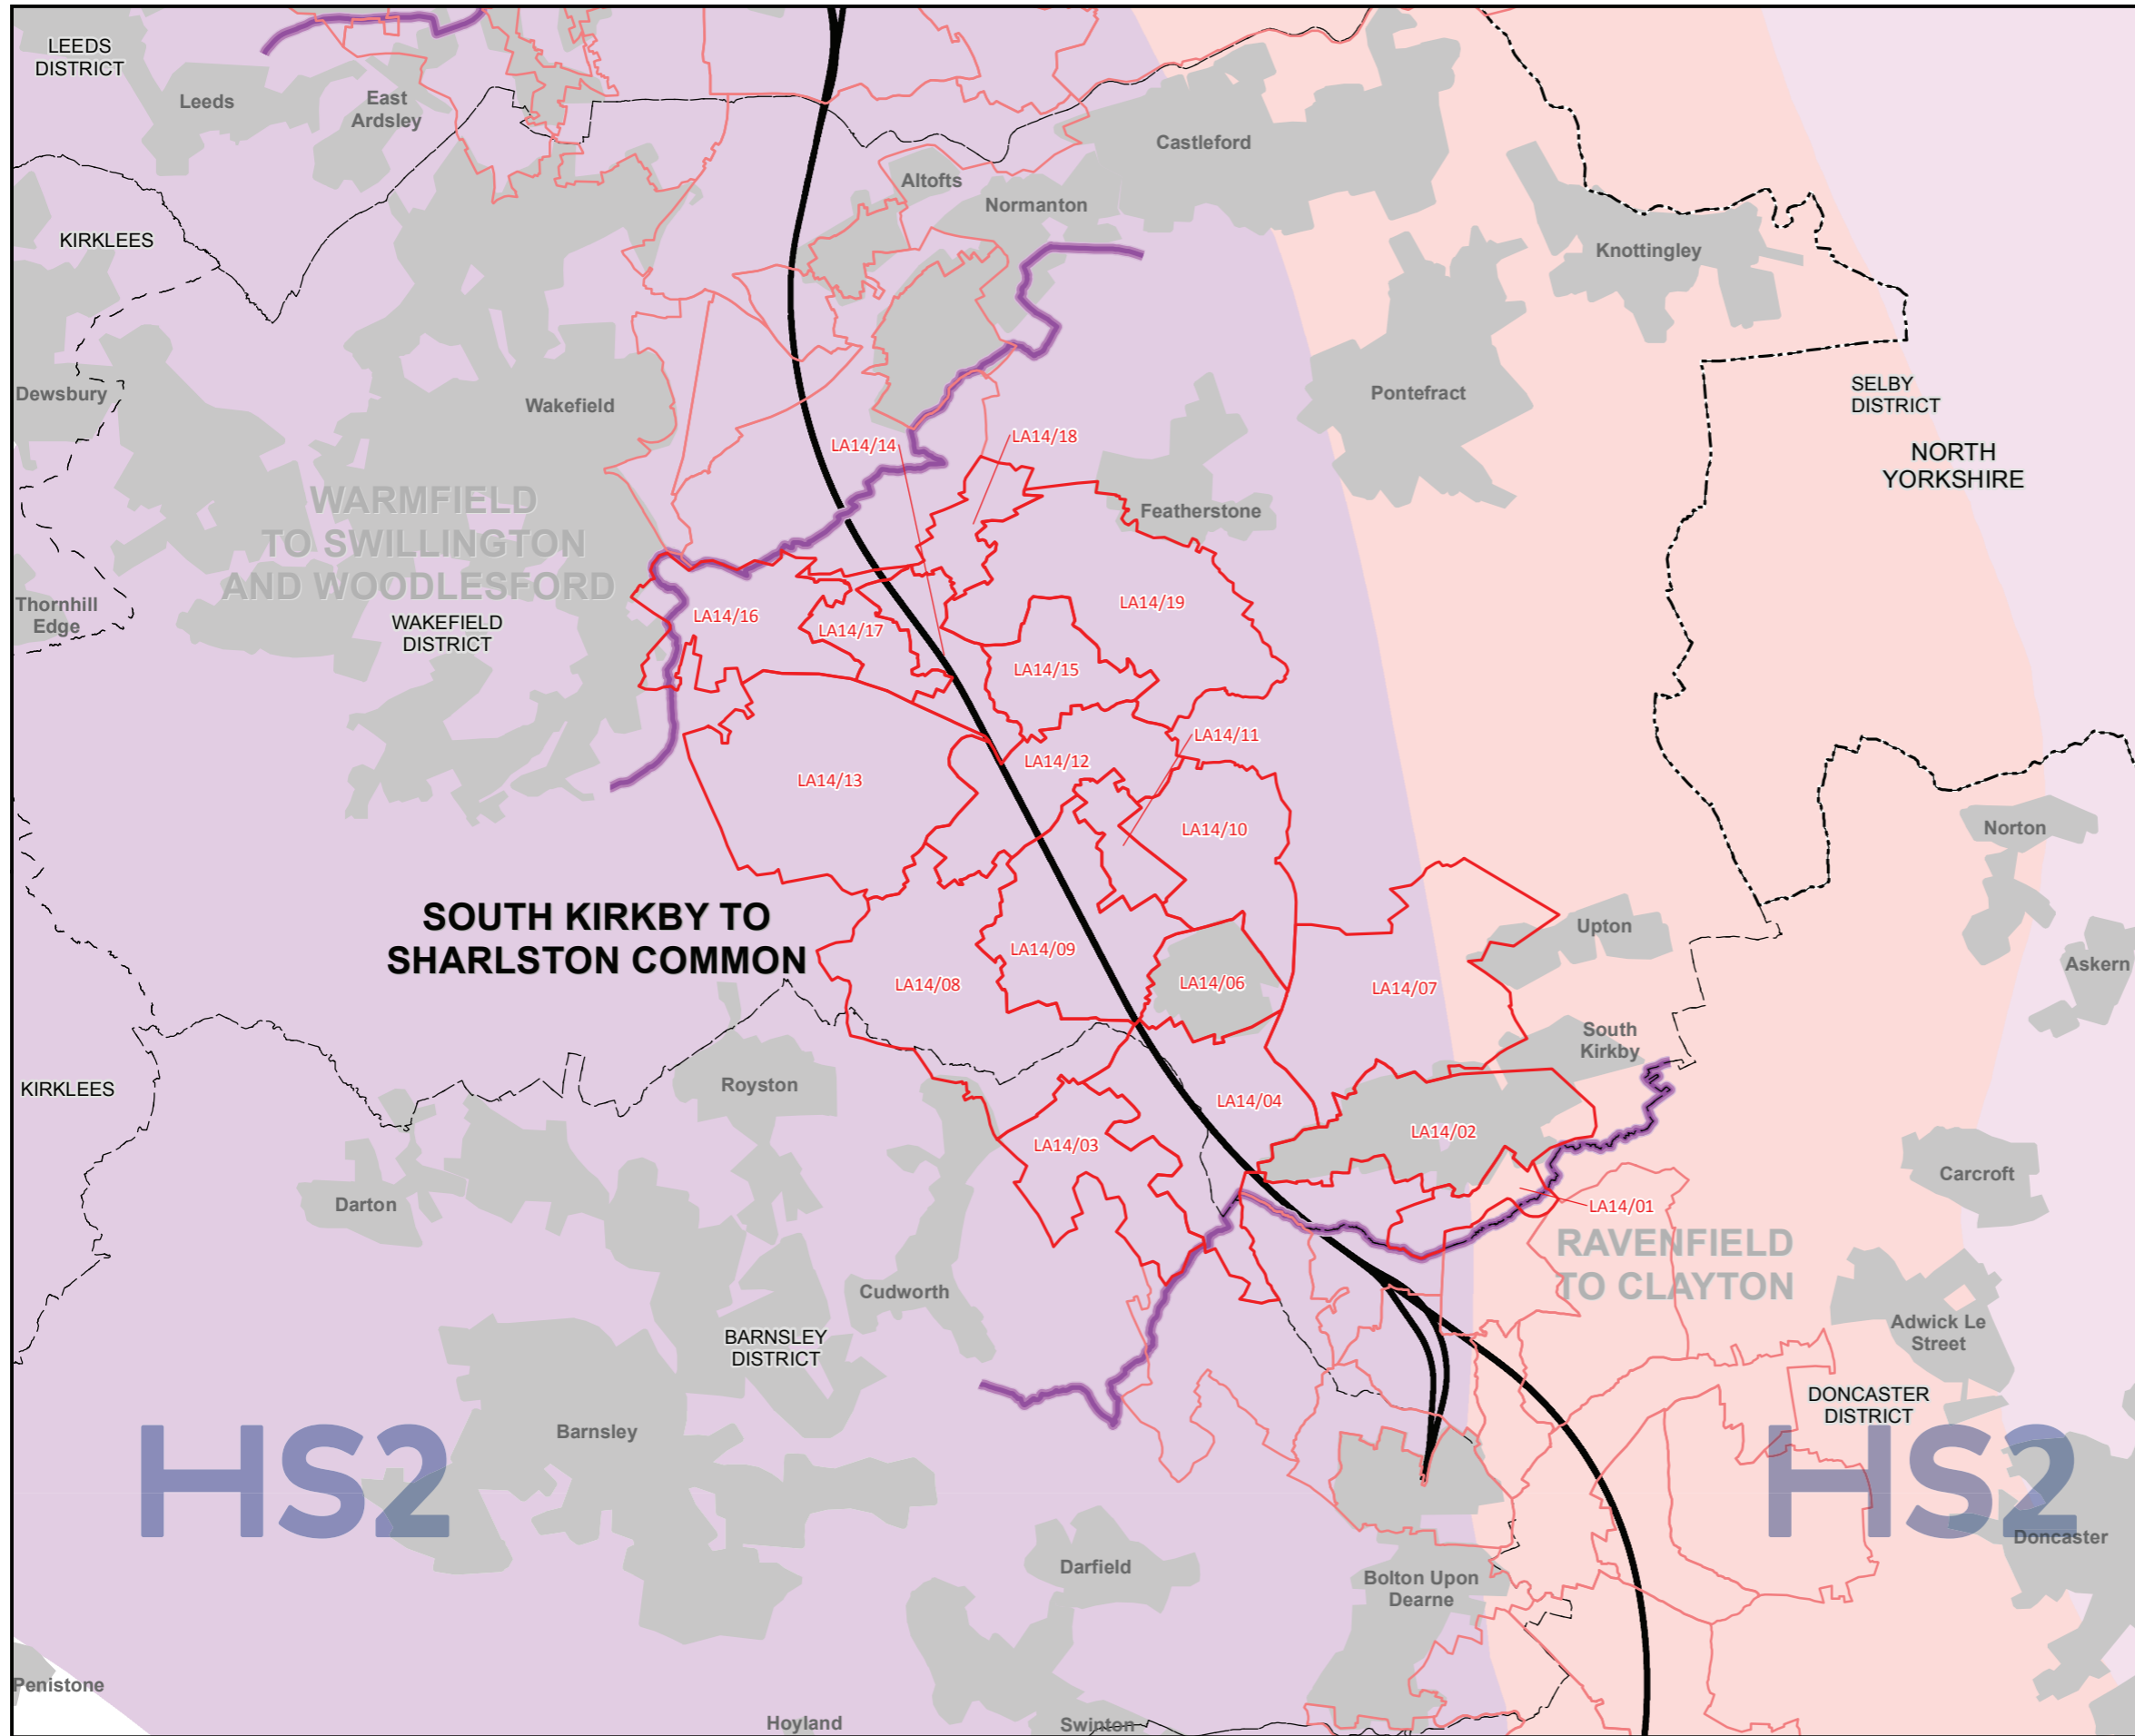 LEEDS
DISTRICT
Leeds
East
Ardsley
Castleford
Altofts
Normanton
KIRKLEES
Knottingley
Dewsbury
Wakefield
Pontefract
SELBY
DISTRICT
NORTH
YORKSHIRE
LA14/14
LA14/18
WARMFIELD
TO SWILLINGTON
AND WOODLESFORD
Featherstone
Thornhill
Edge
WAKEFIELD
DISTRICT
LA14/16
LA14/17
LA14/19
LA14/15
LA14/11
LA14/12
LA14/13
LA14/10
Norton
SOUTH KIRKBY TO
SHARLSTON COMMON
Upton
LA14/09
LA14/08
LA14/06
LA14/07
Askern
South
Kirkby
KIRKLEES
Royston
LA14/04
LA14/03
LA14/02
Carcroft
Darton
LA14/01
RAVENFIELD
TO CLAYTON
Cudworth
BARNSLEY
DISTRICT
Adwick Le
Street
DONCASTER
DISTRICT
Barnsley
HS2
HS2
Doncaster
Darfield
Bolton Upon
Dearne
Penistone
Hoyland
Swinton